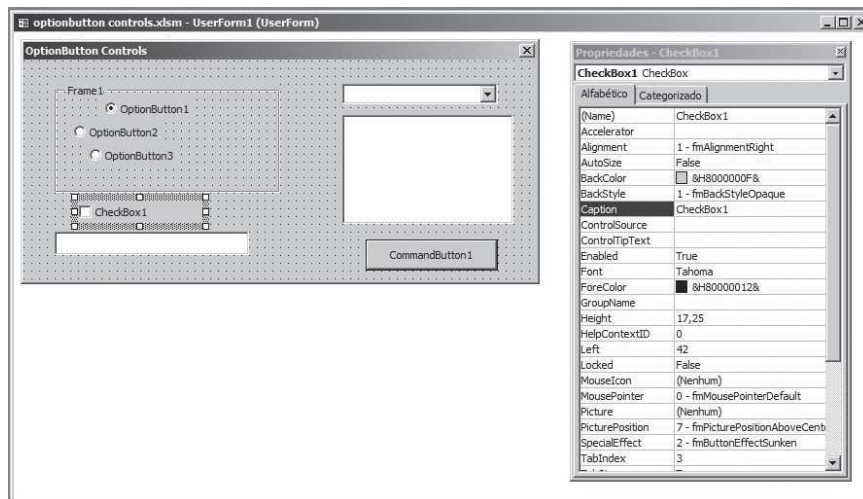 optionbutton controls.xlsm - UserForm1 (UserForm)
OptionButton Controls
Frame1
OptionButton1
OptionButton2
OptionButton3
CheckBox1
CommandButton1
Propriedades - CheckBox1
CheckBox1 CheckBox
Alfabético Categorizado
(Name) CheckBox1
Accelerator
Alignment 1 - fmAlignmentRight
AutoSize False
BackColor &H8000000F&
BackStyle 1 - fmBackStyleOpaque
Caption CheckBox1
ControlSource
ControlTipText
Enabled True
Font Tahoma
ForeColor &H80000012&
GroupName
Height 17,25
HelpContextID 0
Left 42
Locked False
MouseIcon (Nenhum)
MousePointer 0 - fmMousePointerDefault
Picture (Nenhum)
PicturePosition 7 - fmPicturePositionAboveCent
SpecialEffect 2 - fmButtonEffectSunken
TabIndex 3